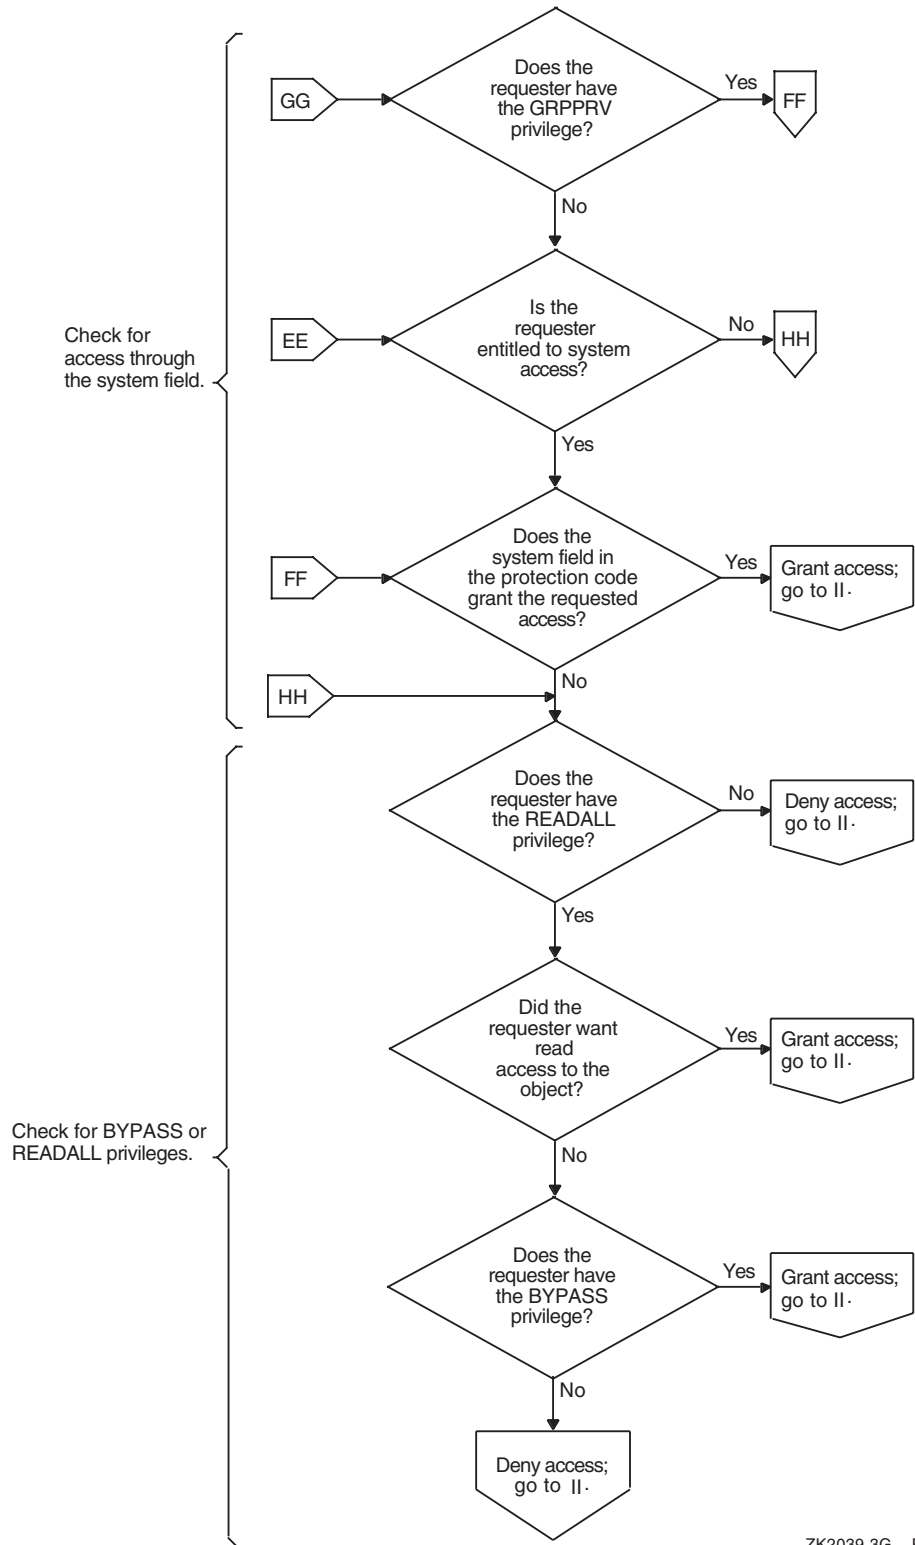 Does the
requester have
the GRPPRV
privilege?
Yes
GG
FF
No
Is the
requester
entitled to system
access?
No
EE
HH
Check for
access through
the system field.
Yes
Does the
system field in
the protection code
grant the requested
access?
Yes
FF
Grant access;
go to II.
No
HH
Does the
requester have
the READALL
privilege?
No
Deny access;
go to II.
Yes
Did the
requester want
read
access to the
object?
Yes
Grant access;
go to II.
Check for BYPASS or
READALL privileges.
No
Does the
requester have
the BYPASS
privilege?
Yes
Grant access;
go to II.
No
Deny access;
go to II.